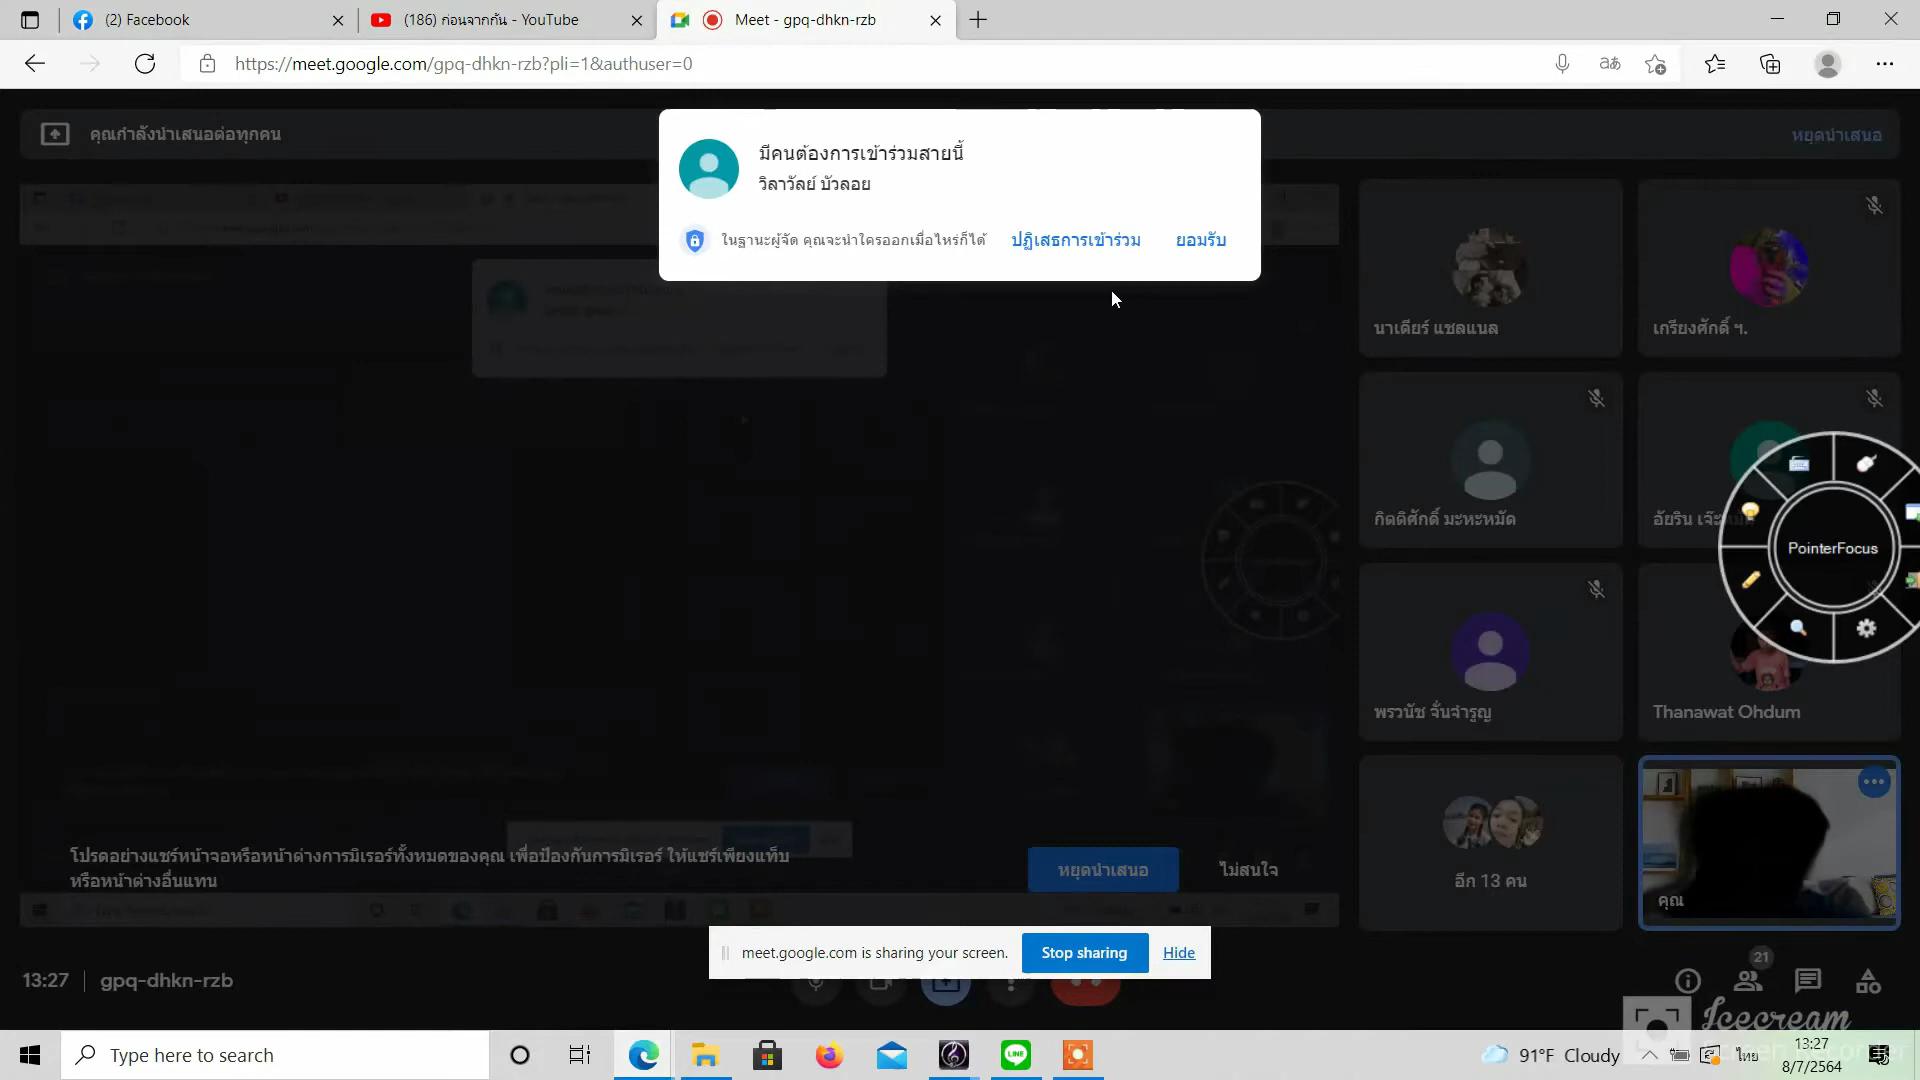 (2) Facebook
(186) ก่อนจากกัน - YouTube
Meet - gpq-dhkn-rzb
https://meet.google.com/gpq-dhkn-rzb?pli=1&authuser=0
คุณกำลังนำเสนอต่อทุกคน
หยุดนำเสนอ
มีคนต้องการเข้าร่วมสายนี้
วิลาวัลย์ บัวลอย
ในฐานะผู้จัด คุณจะนำใครออกเมื่อไหร่ก็ได้
ปฏิเสธการเข้าร่วม
ยอมรับ
นาเดียร์ แชลแนล
เกรียงศักดิ์ ฯ.
กิตติศักดิ์ มะหะหมัด
อัยริน
PointerFocus
พรวนัช จั่นจำรูญ
Thanawat Ohdum
โปรดอย่างแชร์หน้าจอหรือหน้าต่างการมิเรอร์ทั้งหมดของคุณ เพื่อป้องกันการมิเรอร์ ให้แชร์เพียงแท็บ
หรือหน้าต่างอื่นแทน
หยุดนำเสนอ
ไม่สนใจ
อีก 13 คน
คุณ
meet.google.com is sharing your screen.
Stop sharing
Hide
13:27
gpq-dhkn-rzb
21
Icecream
Screen Recorder
Type here to search
LINE
91°F Cloudy
ไทย
13:27
8/7/2564